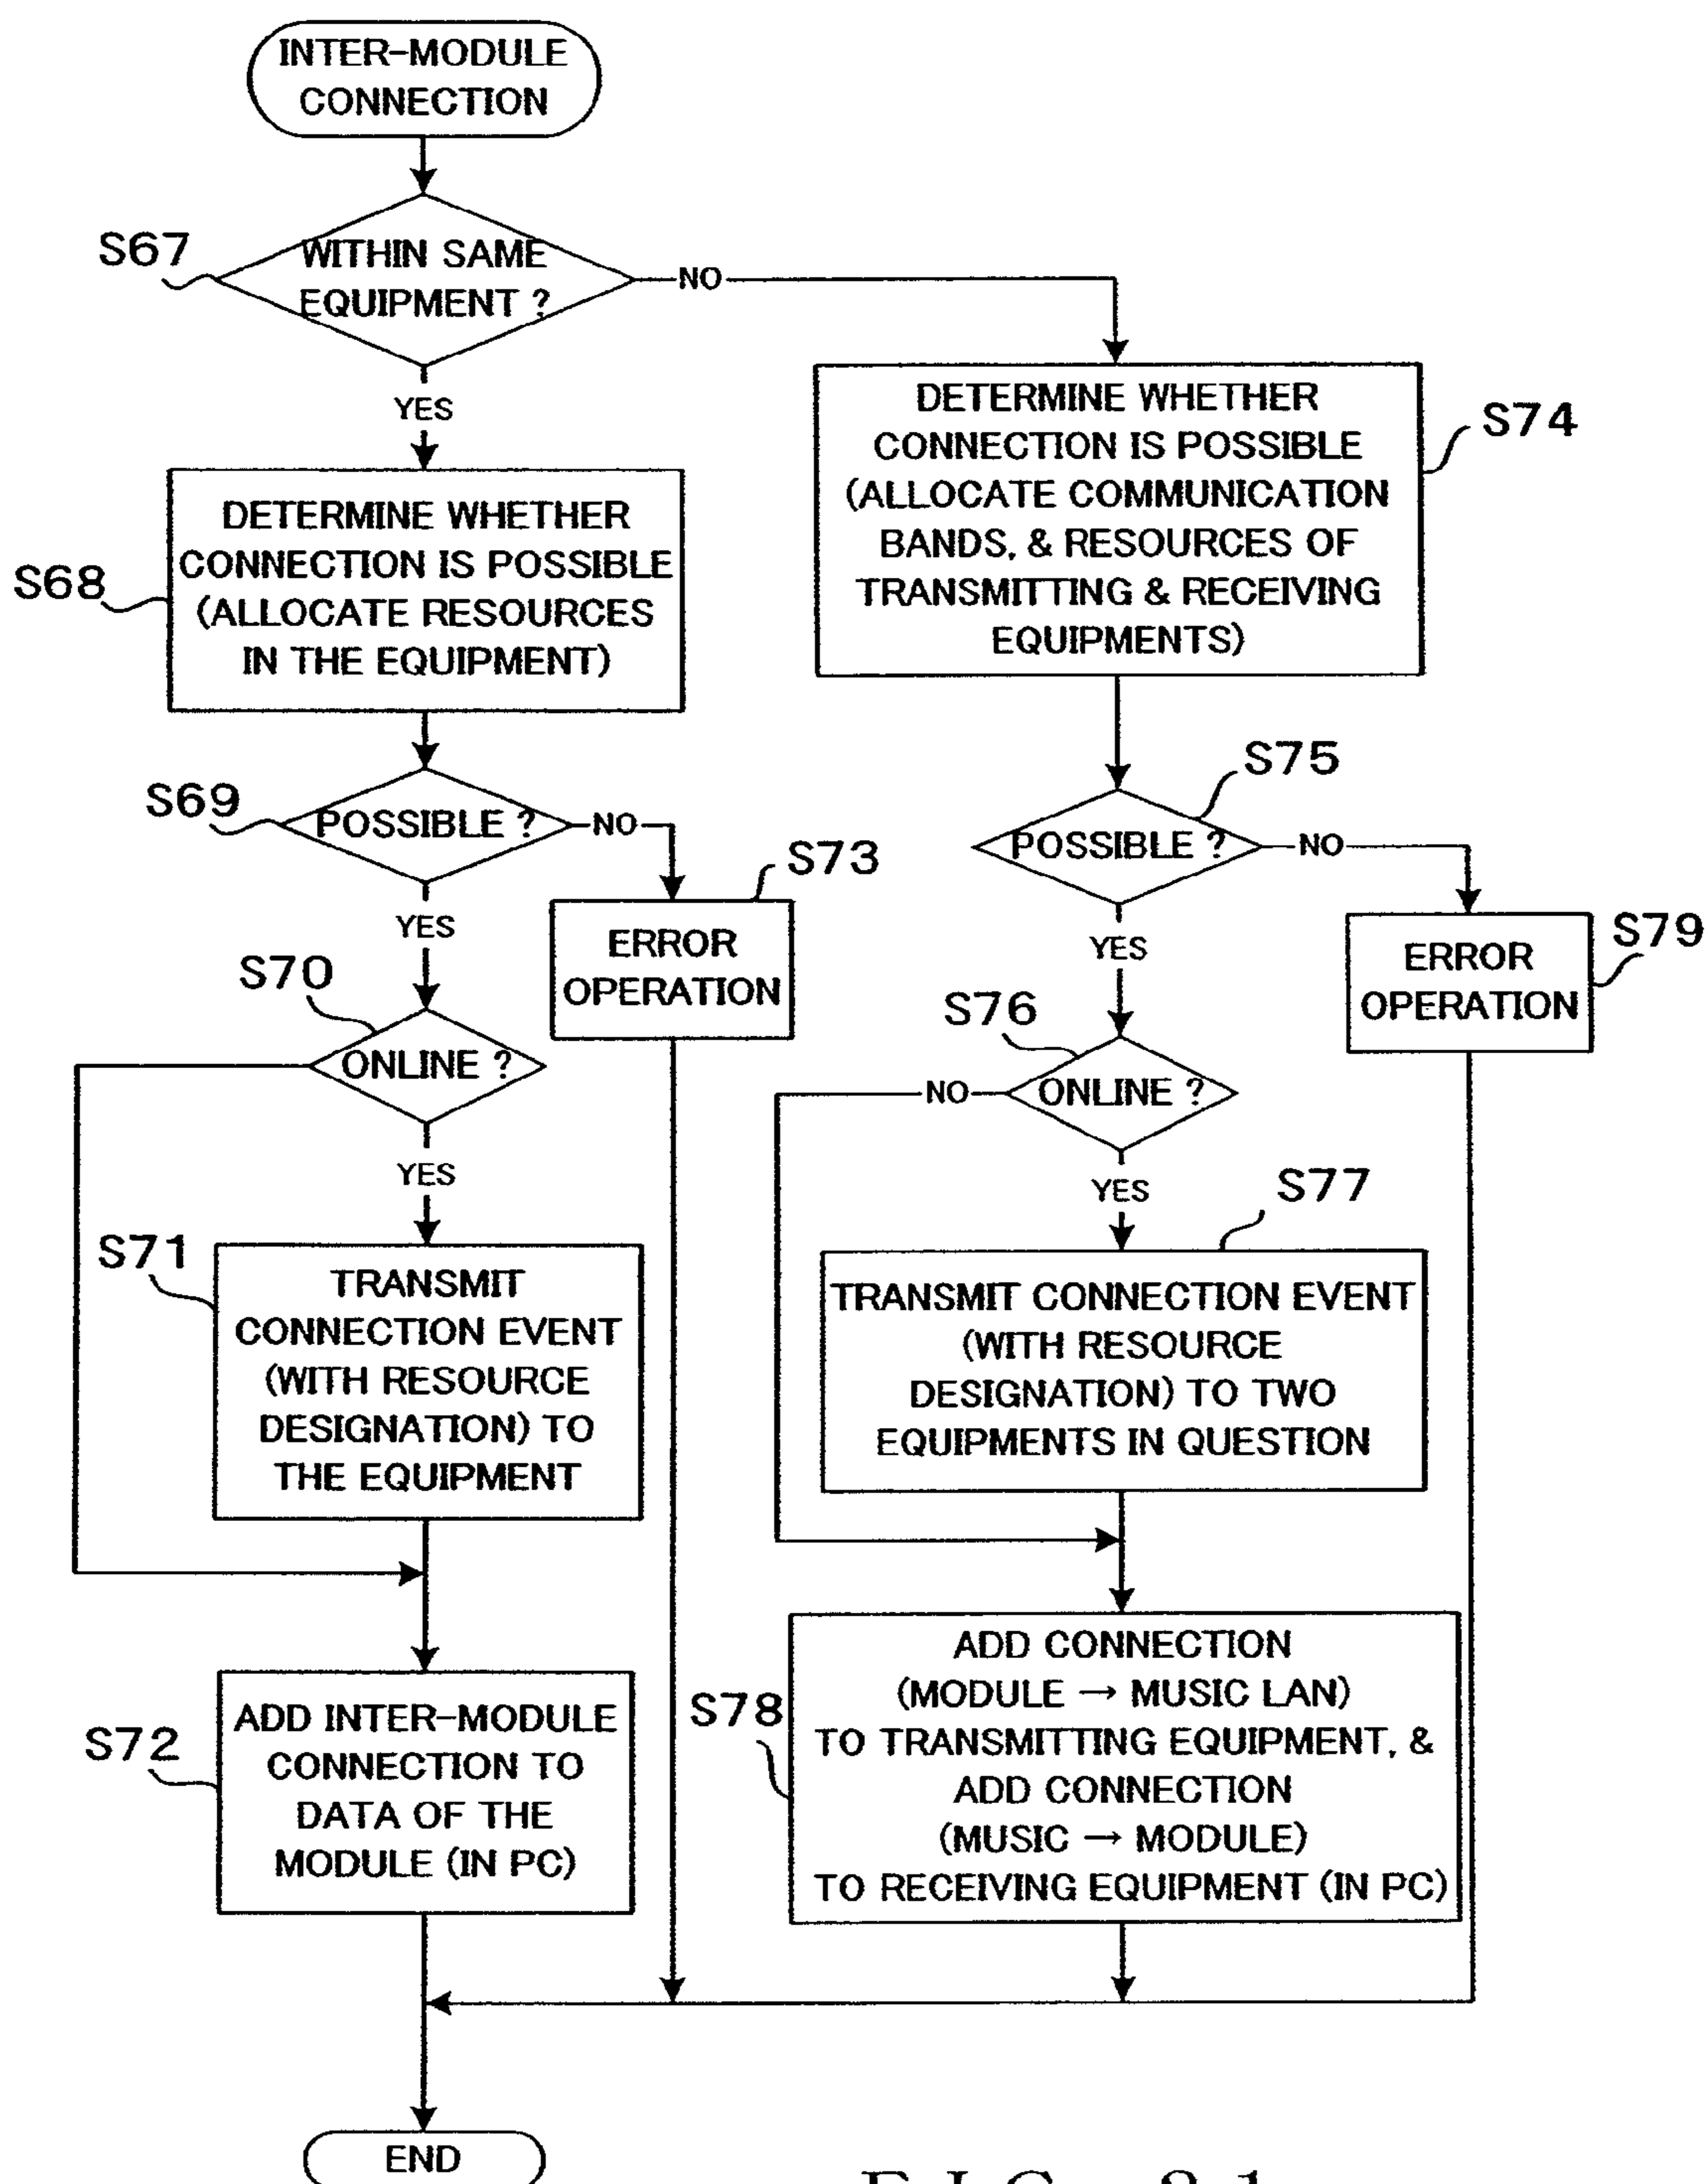 INTER-MODULE
CONNECTION
S67
WITHIN SAME
EQUIPMENT ?
NO
YES
S68
DETERMINE WHETHER
CONNECTION IS POSSIBLE
(ALLOCATE RESOURCES
IN THE EQUIPMENT)
S69
POSSIBLE ?
NO
YES
S73
ERROR
OPERATION
S70
ONLINE ?
YES
S71
TRANSMIT
CONNECTION EVENT
(WITH RESOURCE
DESIGNATION) TO
THE EQUIPMENT
S72
ADD INTER-MODULE
CONNECTION TO
DATA OF THE
MODULE (IN PC)
S74
DETERMINE WHETHER
CONNECTION IS POSSIBLE
(ALLOCATE COMMUNICATION
BANDS, & RESOURCES OF
TRANSMITTING & RECEIVING
EQUIPMENTS)
S75
POSSIBLE ?
NO
YES
S79
ERROR
OPERATION
S76
ONLINE ?
NO
YES
S77
TRANSMIT CONNECTION EVENT
(WITH RESOURCE
DESIGNATION) TO TWO
EQUIPMENTS IN QUESTION
S78
ADD CONNECTION
(MODULE → MUSIC LAN)
TO TRANSMITTING EQUIPMENT, &
ADD CONNECTION
(MUSIC → MODULE)
TO RECEIVING EQUIPMENT (IN PC)
END